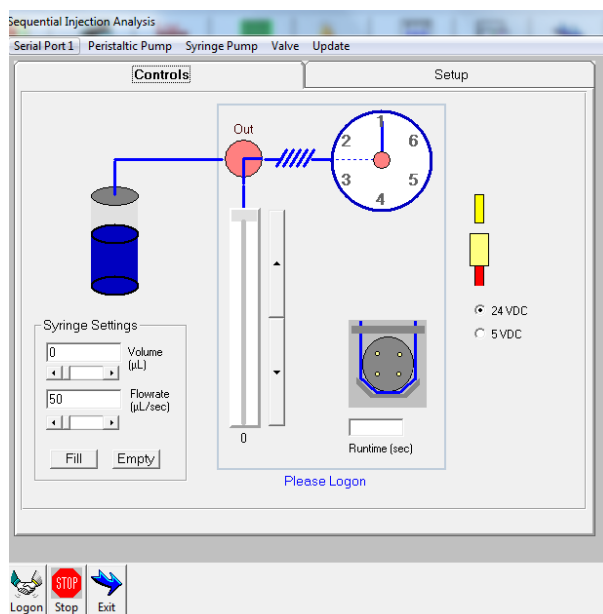 Sequential Injection Analysis
Serial Port 1 Peristaltic Pump Syringe Pump Valve Update
Controls Setup
Out
1
2 6
3 5
4
24 VDC
5 VDC
Syringe Settings
0 Volume
(µL)
50 Flowrate
(µL/sec)
Fill Empty
0
Runtime (sec)
Please Logon
STOP
Logon Stop Exit